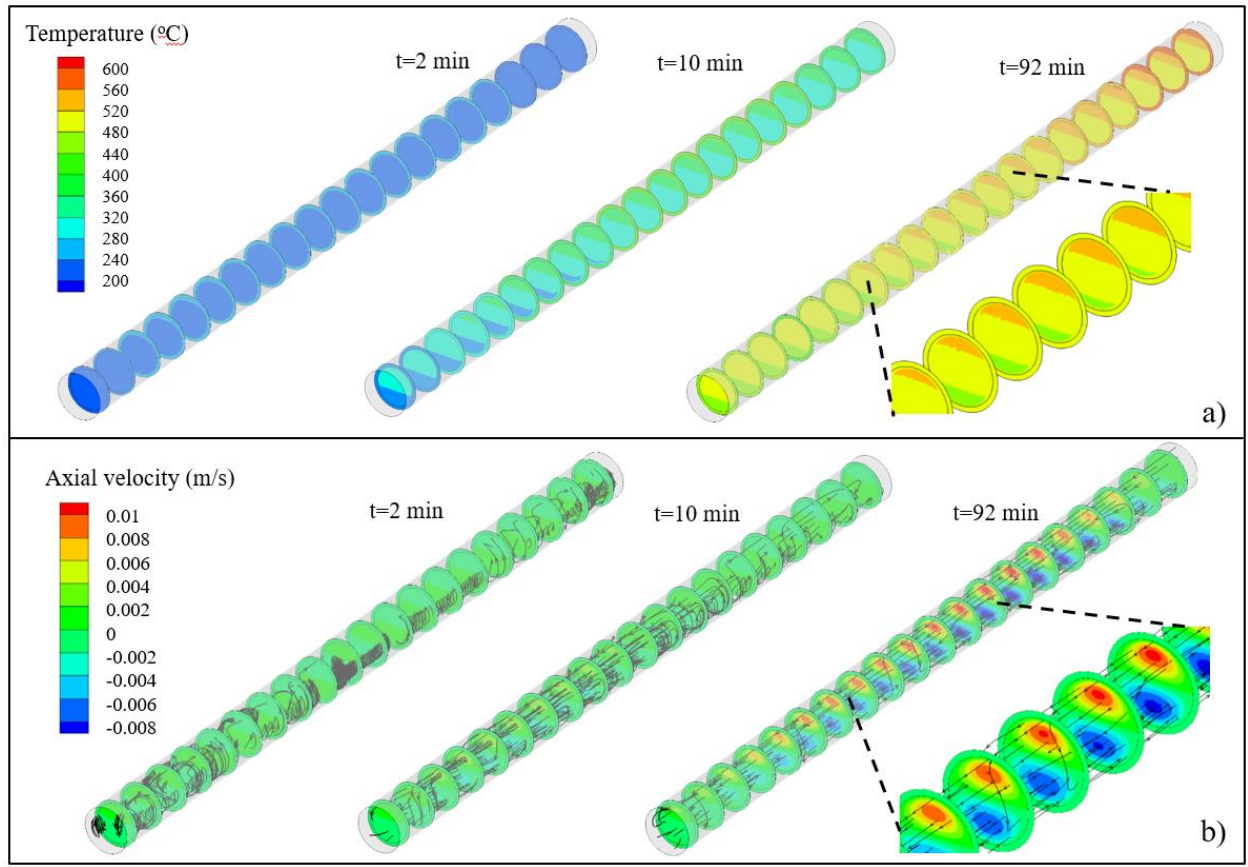 Temperature (°C)
600
560
520
480
440
400
360
320
280
240
200
t=2 min
t=10 min
t=92 min
a)
Axial velocity (m/s)
0.01
0.008
0.006
0.004
0.002
0
-0.002
-0.004
-0.006
-0.008
t=2 min
t=10 min
t=92 min
b)